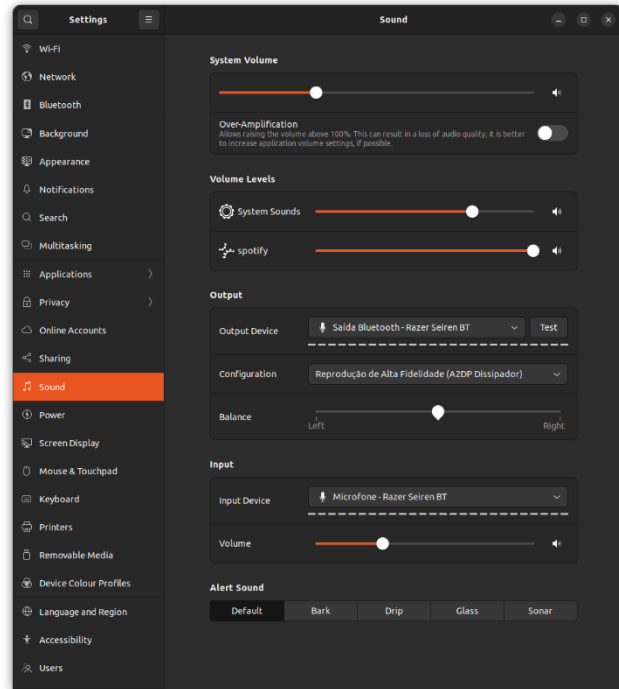 Settings
Sound
Wi-Fi
Network
Bluetooth
Background
Appearance
Notifications
Search
Multitasking
Applications
Privacy
Online Accounts
Sharing
Sound
Power
Screen Display
Mouse & Touchpad
Keyboard
Printers
Removable Media
Device Colour Profiles
Language and Region
Accessibility
Users
System Volume
Over-Amplification
Allows raising the volume above 100%. This can result in a loss of audio quality; it is better
to increase application volume settings, if possible.
Volume Levels
System Sounds
spotify
Output
Output Device
Saída Bluetooth - Razer Seiren BT
Test
Configuration
Reprodução de Alta Fidelidade (A2DP Dissipador)
Balance
Left
Right
Input
Input Device
Microfone - Razer Seiren BT
Volume
Alert Sound
Default
Bark
Drip
Glass
Sonar